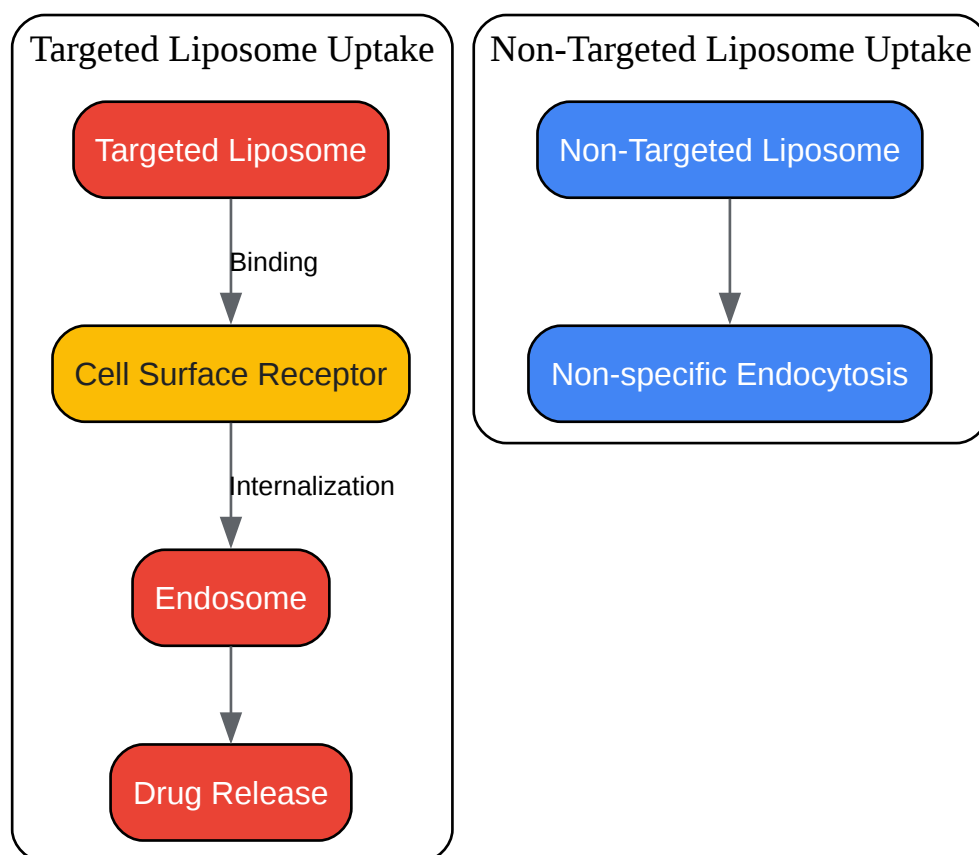 Targeted Liposome Uptake
Targeted Liposome
Binding
Cell Surface Receptor
Internalization
Endosome
Drug Release
Non-Targeted Liposome Uptake
Non-Targeted Liposome
Non-specific Endocytosis